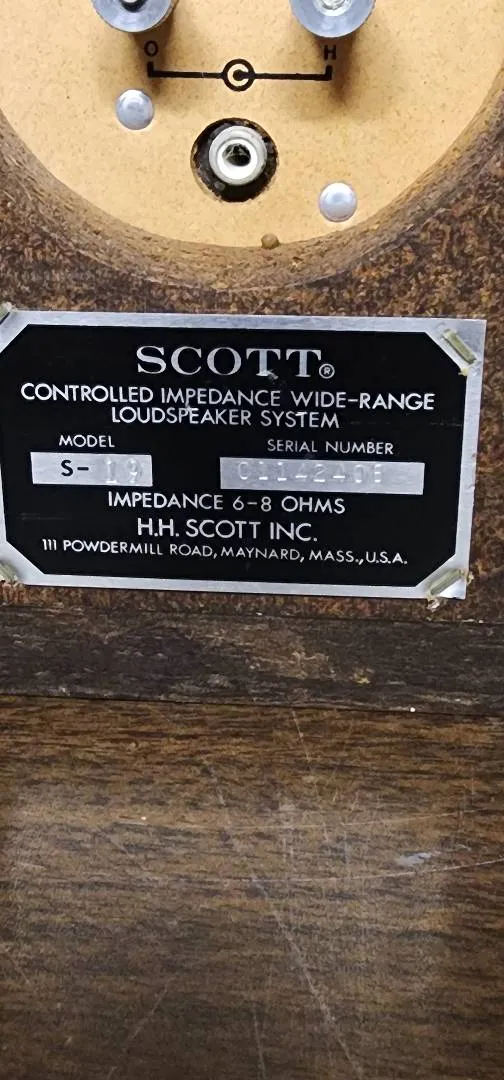 O H
C
SCOTT®
CONTROLLED IMPEDANCE WIDE-RANGE
LOUDSPEAKER SYSTEM
MODEL SERIAL NUMBER
S-19
IMPEDANCE 6-8 OHMS
H.H. SCOTT INC.
111 POWDERMILL ROAD, MAYNARD, MASS., U.S.A.